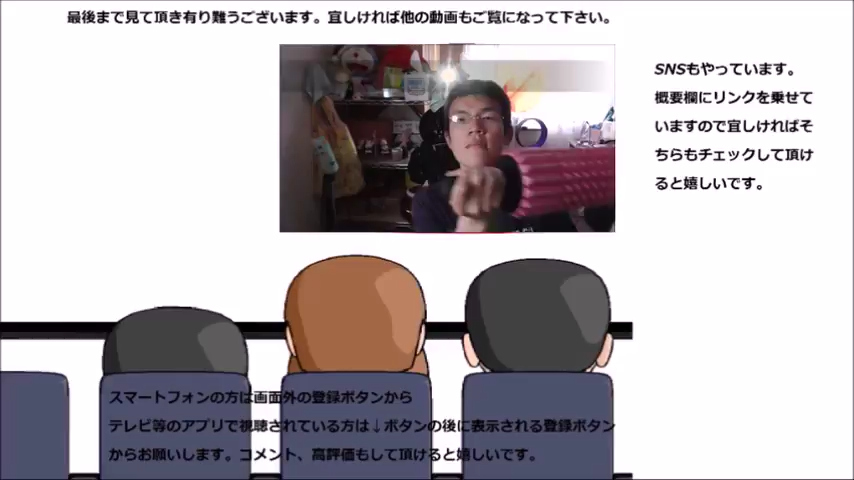 最後まで見て頂き有り難うございます。宜しければ他の動画もご覧になって下さい。
SNSもやっています。
概要欄にリンクを乗せて
いますので宜しければそ
ちらもチェックして頂け
ると嬉しいです。
スマートフォンの方は画面外の登録ボタンから
テレビ等のアプリで視聴されている方は↓ボタンの後に表示される登録ボタン
からお願いします。コメント、高評価もして頂けると嬉しいです。